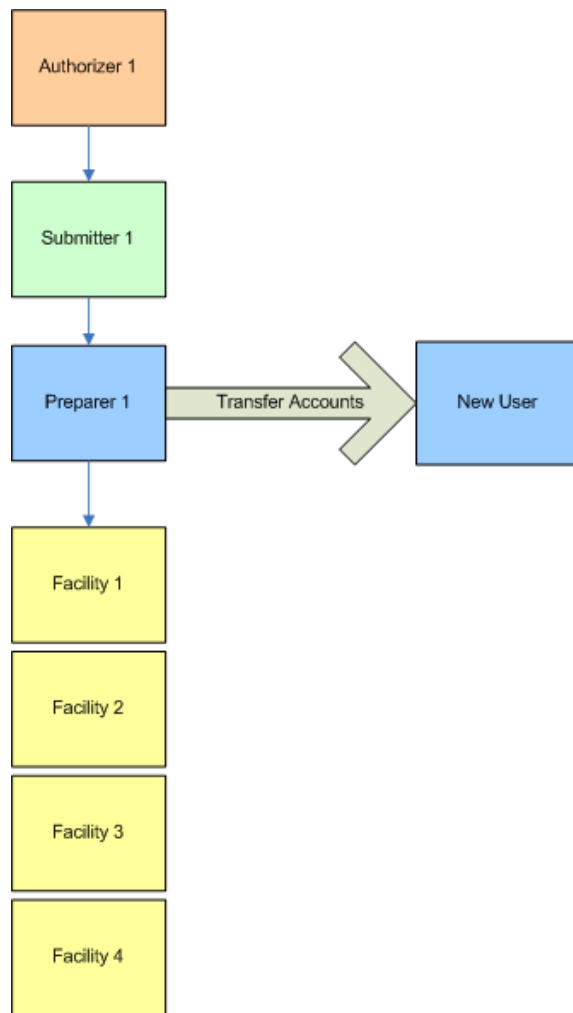 Authorizer 1
Submitter 1
Preparer 1
Transfer Accounts
New User
Facility 1
Facility 2
Facility 3
Facility 4